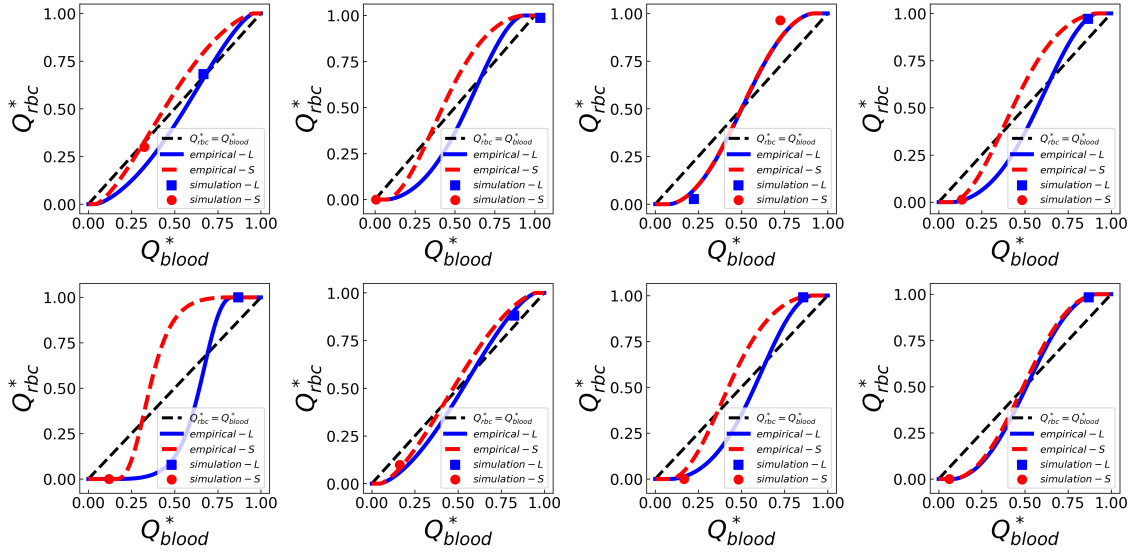 1.00
0.75
0.50
0.25
0.00
Q*rbc
Q*rbc = Q*blood
empirical − L
empirical − S
simulation − L
simulation − S
0.00 0.25 0.50 0.75 1.00
Q*blood
1.00
0.75
0.50
0.25
0.00
Q*rbc
Q*rbc = Q*blood
empirical − L
empirical − S
simulation − L
simulation − S
0.00 0.25 0.50 0.75 1.00
Q*blood
1.00
0.75
0.50
0.25
0.00
Q*rbc
Q*rbc = Q*blood
empirical − L
empirical − S
simulation − L
simulation − S
0.00 0.25 0.50 0.75 1.00
Q*blood
1.00
0.75
0.50
0.25
0.00
Q*rbc
Q*rbc = Q*blood
empirical − L
empirical − S
simulation − L
simulation − S
0.00 0.25 0.50 0.75 1.00
Q*blood
1.00
0.75
0.50
0.25
0.00
Q*rbc
Q*rbc = Q*blood
empirical − L
empirical − S
simulation − L
simulation − S
0.00 0.25 0.50 0.75 1.00
Q*blood
1.00
0.75
0.50
0.25
0.00
Q*rbc
Q*rbc = Q*blood
empirical − L
empirical − S
simulation − L
simulation − S
0.00 0.25 0.50 0.75 1.00
Q*blood
1.00
0.75
0.50
0.25
0.00
Q*rbc
Q*rbc = Q*blood
empirical − L
empirical − S
simulation − L
simulation − S
0.00 0.25 0.50 0.75 1.00
Q*blood
1.00
0.75
0.50
0.25
0.00
Q*rbc
Q*rbc = Q*blood
empirical − L
empirical − S
simulation − L
simulation − S
0.00 0.25 0.50 0.75 1.00
Q*blood